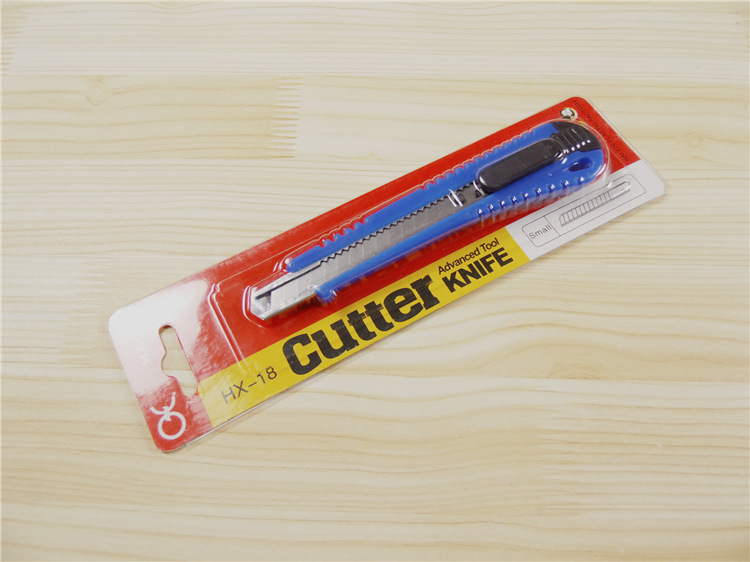 HX-18
Cutter
Advanced Tool
KNIFE
Small